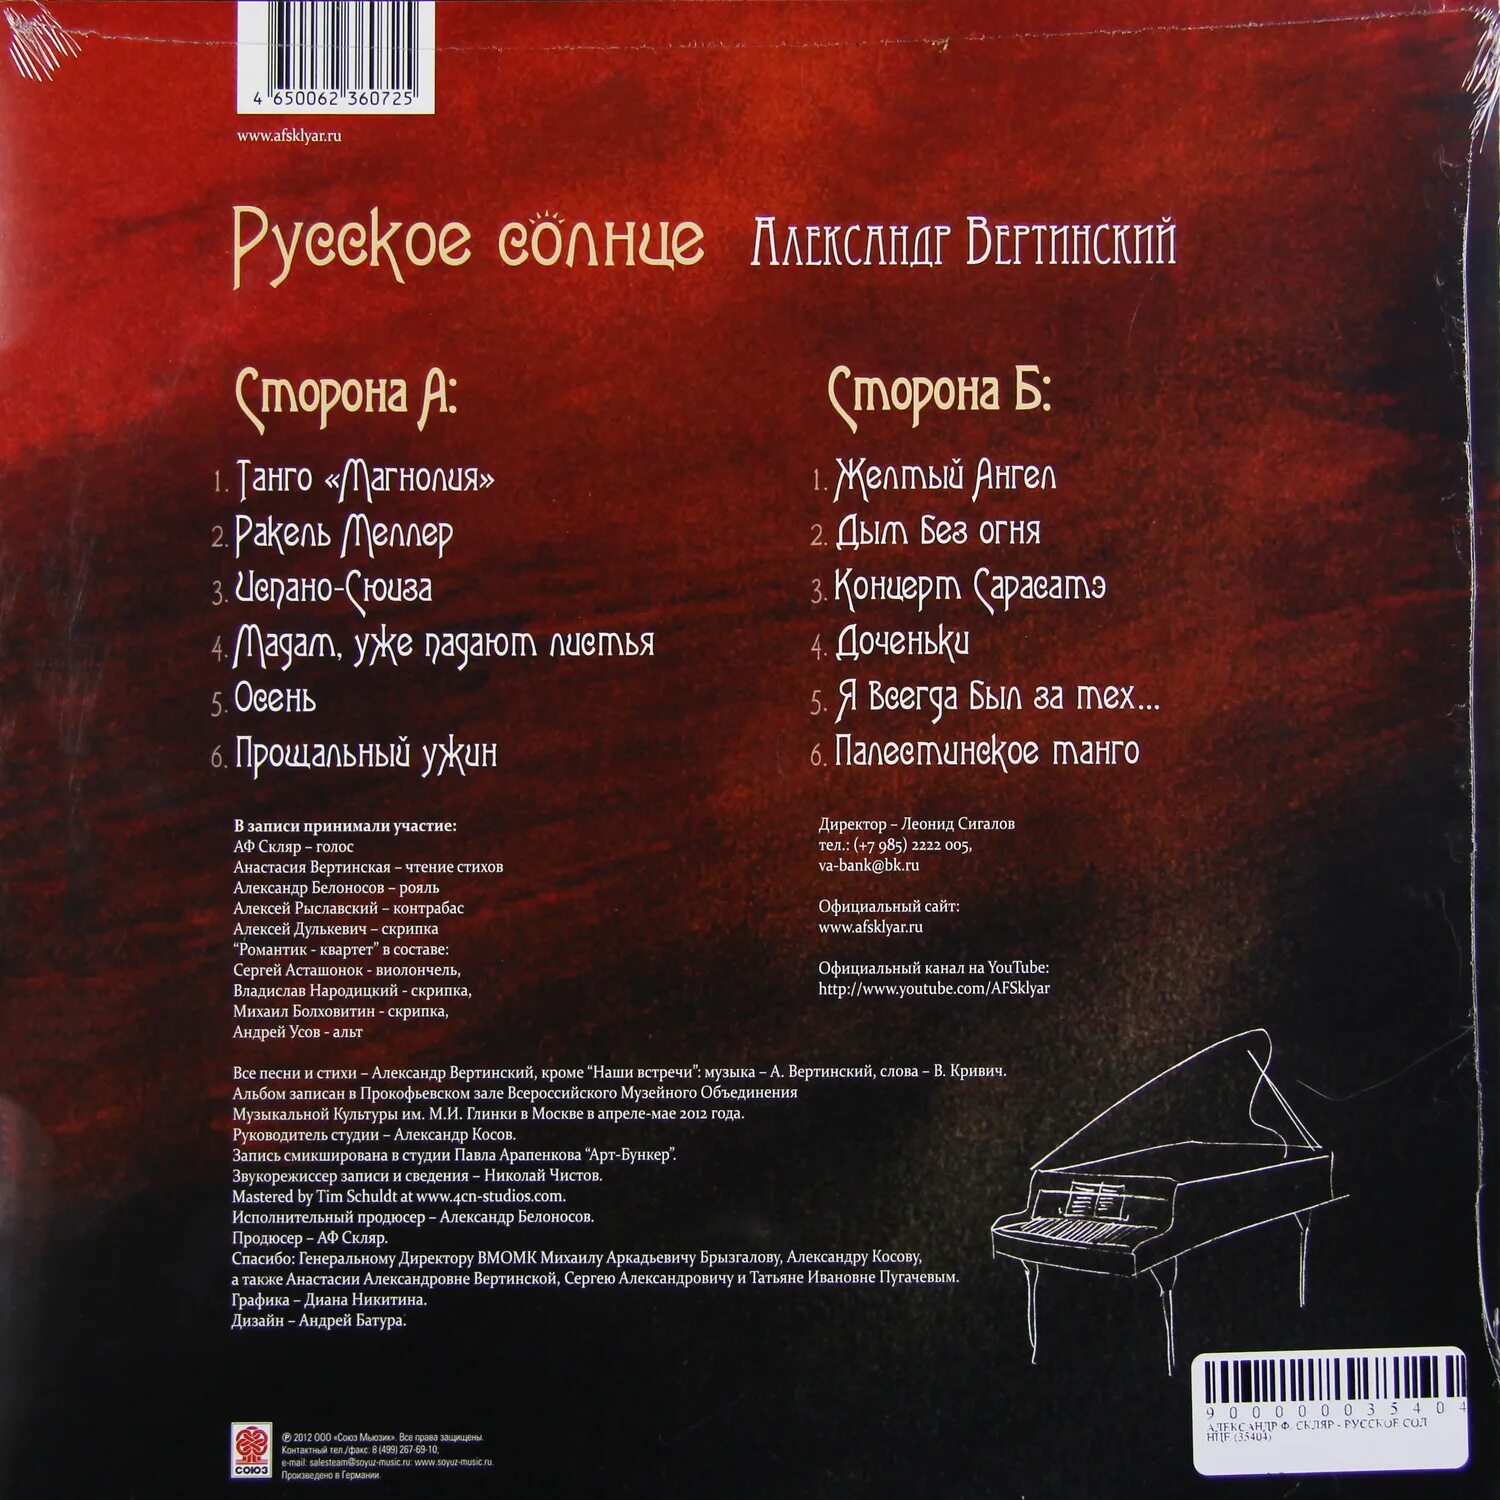 4 650062 360725
www.afsklyar.ru
Русское солнце Александр Вертинский
Сторона А:
1. Танго «Магнолия»
2. Ракель Меллер
3. Испано-Сюиза
4. Мадам, уже падают листья
5. Осень
6. Прощальный ужин
Сторона Б:
1. Желтый Ангел
2. Дым без огня
3. Концерт Сарасатэ
4. Доченьки
5. Я всегда был за тех...
6. Палестинское танго
В записи принимали участие:
АФ Скляр – голос
Анастасия Вертинская – чтение стихов
Александр Белоносов – рояль
Алексей Рыславский – контрабас
Алексей Дулькевич – скрипка
“Романтик - квартет” в составе:
Сергей Асташонок - виолончель,
Владислав Народицкий - скрипка,
Михаил Болховитин - скрипка,
Андрей Усов - альт
Директор – Леонид Сигалов
тел.: (+7 985) 2222 005,
va-bank@bk.ru
Официальный сайт:
www.afsklyar.ru
Официальный канал на YouTube:
http://www.youtube.com/AFSklyar
Все песни и стихи – Александр Вертинский, кроме “Наши встречи”: музыка – А. Вертинский, слова – В. Кривич.
Альбом записан в Прокофьевском зале Всероссийского Музейного Объединения
Музыкальной Культуры им. М.И. Глинки в Москве в апреле-мае 2012 года.
Руководитель студии – Александр Косов.
Запись смикширована в студии Павла Арапенкова “Арт-Бункер”.
Звукорежиссер записи и сведения – Николай Чистов.
Mastered by Tim Schuldt at www.4cn-studios.com.
Исполнительный продюсер – Александр Белоносов.
Продюсер – АФ Скляр.
Спасибо: Генеральному Директору ВМОМК Михаилу Аркадьевичу Брызгалову, Александру Косову,
а также Анастасии Александровне Вертинской, Сергею Александровичу и Татьяне Ивановне Пугачевым.
Графика – Диана Никитина.
Дизайн – Андрей Батура.
СОЮЗ
℗ 2012 ООО «Союз Мьюзик». Все права защищены.
Контактный тел./факс: 8 (499) 267-69-10;
e-mail: salesteam@soyuz-music.ru: www.soyuz-music.ru.
Произведено в Германии.
900000035404
АЛЕКСАНДР Ф. СКЛЯР - РУССКОЕ СОЛ
НЦЕ (35404)